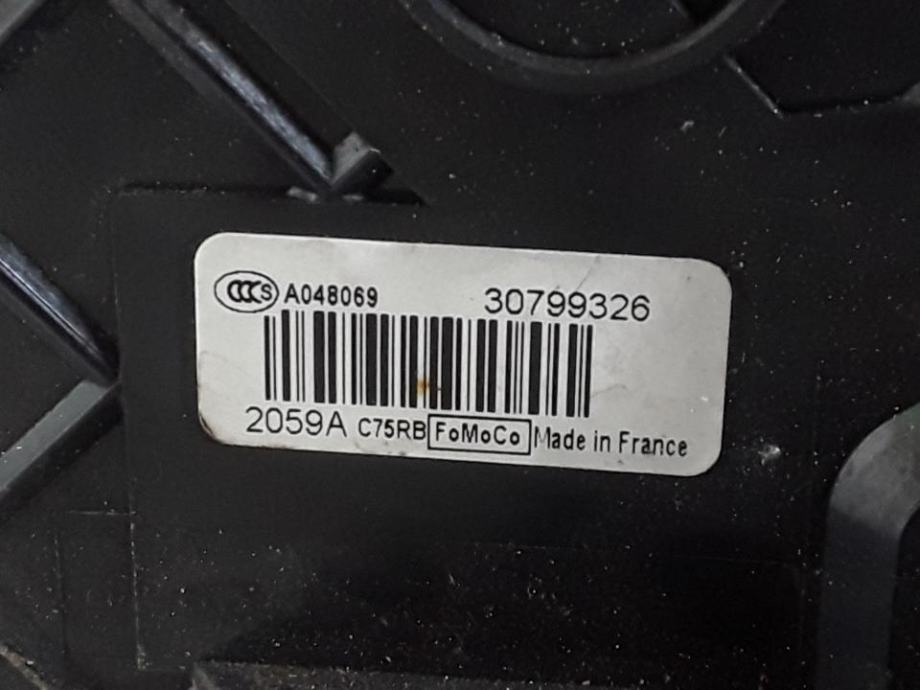 CCCS A048069 30799326
2059A C75RB FoMoCo Made in France